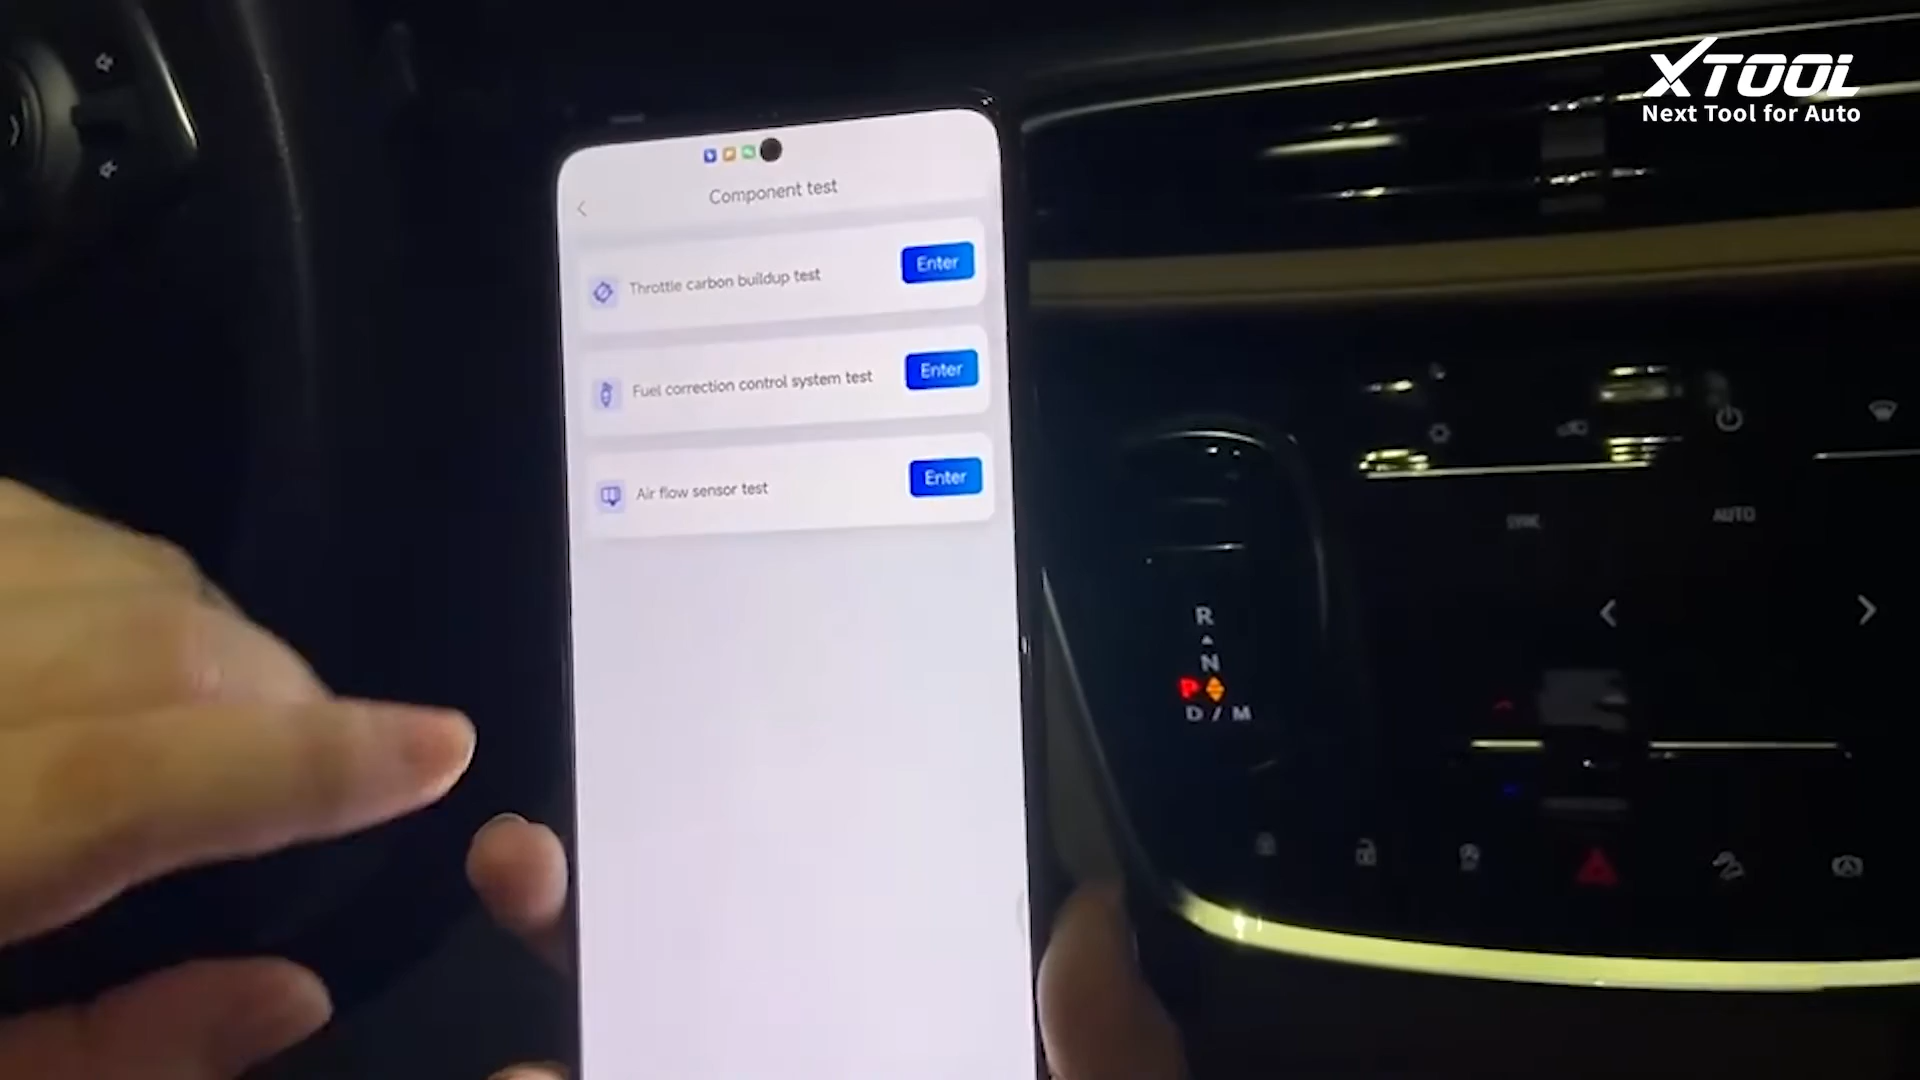 XTOOL
Next Tool for Auto
Component test
Throttle carbon buildup test
Enter
Fuel correction control system test
Enter
Air flow sensor test
Enter
SYNC
AUTO
R
N
P
D / M